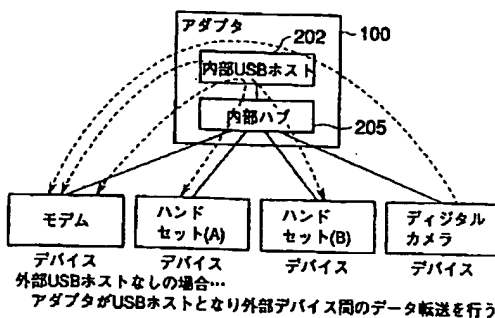 アダプタ
100
202
内部USBホスト
内部ハブ
205
モデム
ハンド
セット(A)
ハンド
セット(B)
ディジタル
カメラ
デバイス
デバイス
デバイス
デバイス
外部USBホストなしの場合…
アダプタがUSBホストとなり外部デバイス間のデータ転送を行う